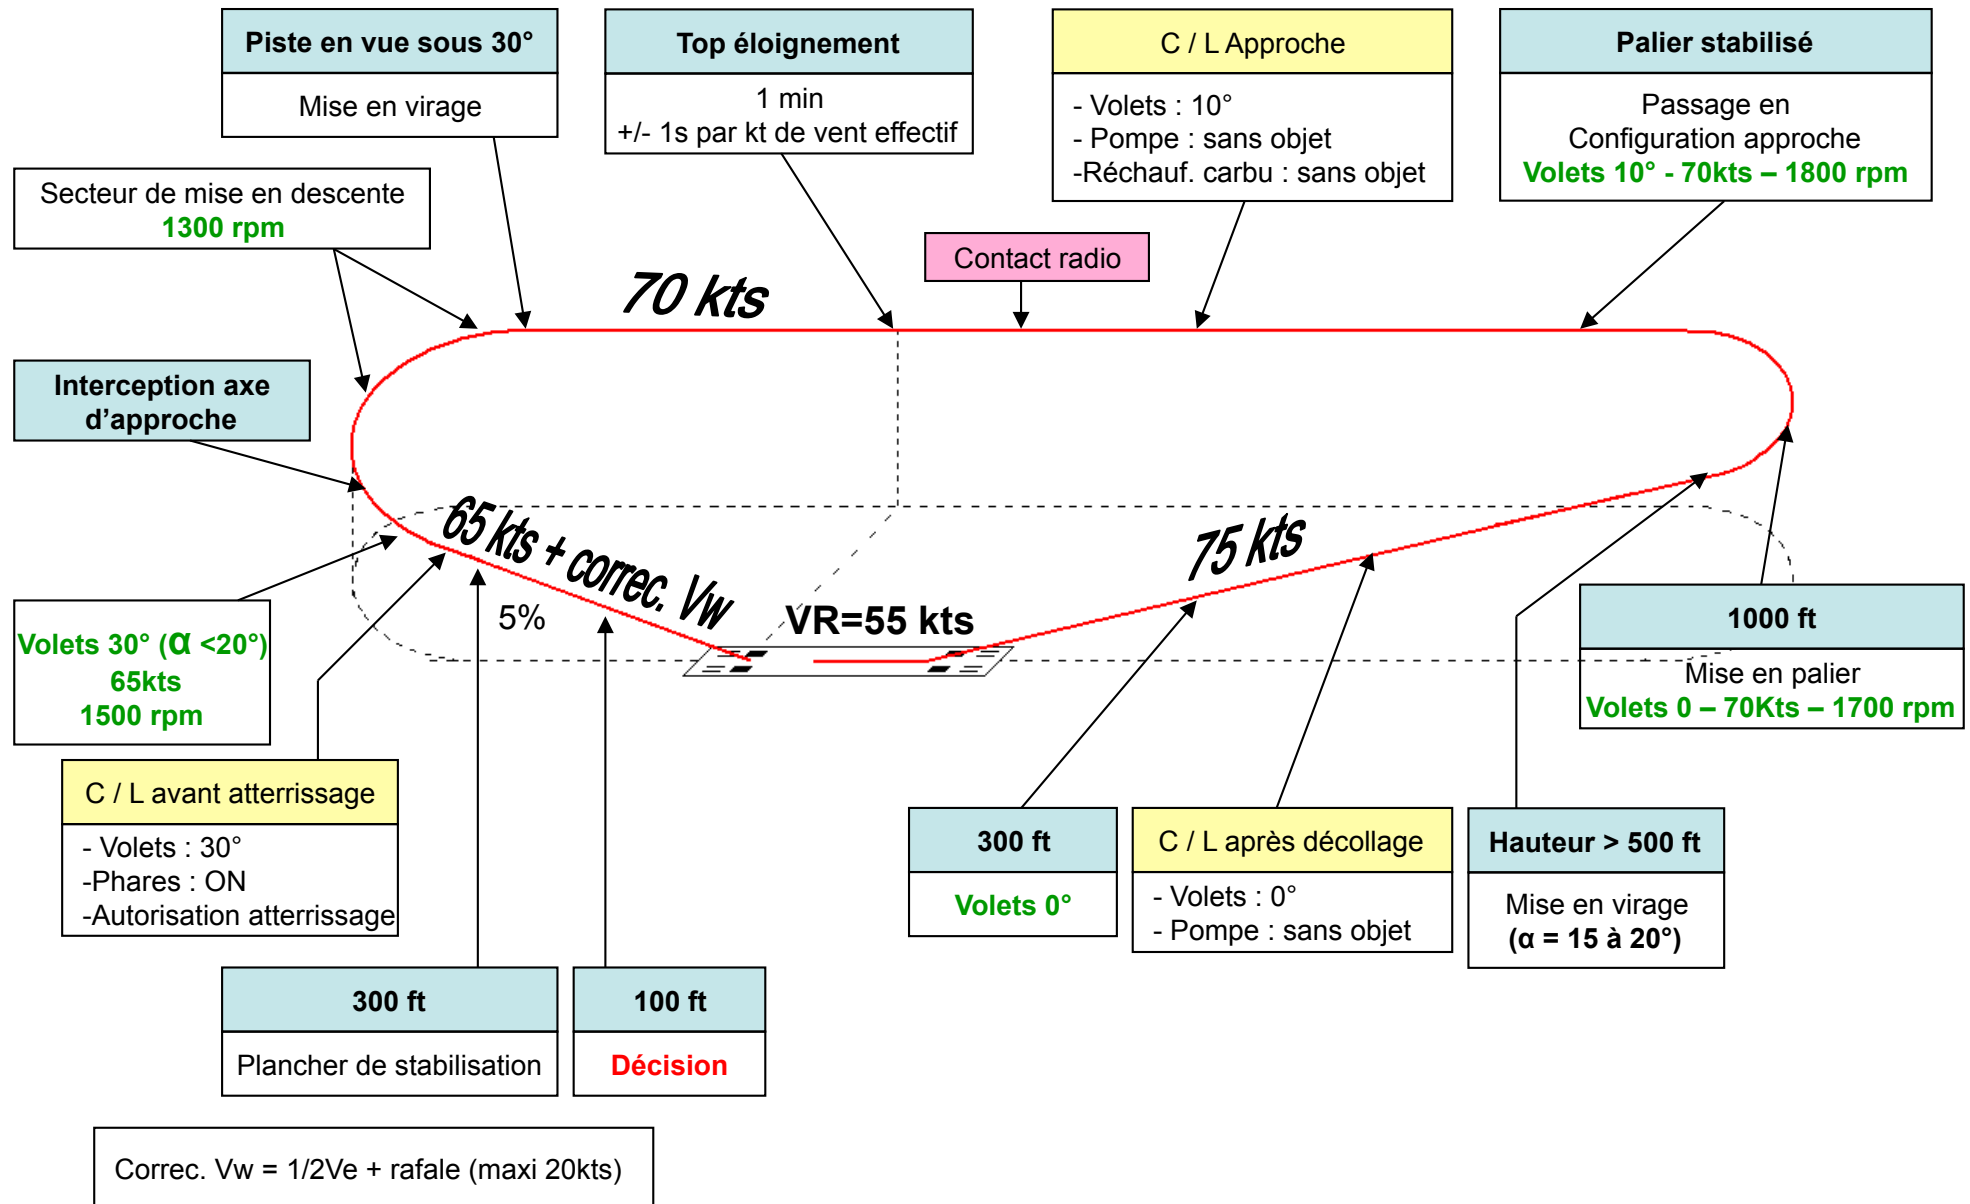 Piste en vue sous 30°
Mise en virage
Top éloignement
1 min
+/- 1s par kt de vent effectif
C / L Approche
- Volets : 10°
- Pompe : sans objet
-Réchauf. carbu : sans objet
Palier stabilisé
Passage en
Configuration approche
Volets 10° - 70kts – 1800 rpm
Secteur de mise en descente
1300 rpm
Contact radio
70 kts
Interception axe
d’approche
65 kts + correc. Vw
75 kts
5%
VR=55 kts
Volets 30° (α <20°)
65kts
1500 rpm
1000 ft
Mise en palier
Volets 0 – 70Kts – 1700 rpm
C / L avant atterrissage
- Volets : 30°
-Phares : ON
-Autorisation atterrissage
300 ft
Volets 0°
C / L après décollage
- Volets : 0°
- Pompe : sans objet
Hauteur > 500 ft
Mise en virage
(α = 15 à 20°)
300 ft
Plancher de stabilisation
100 ft
Décision
Correc. Vw = 1/2Ve + rafale (maxi 20kts)